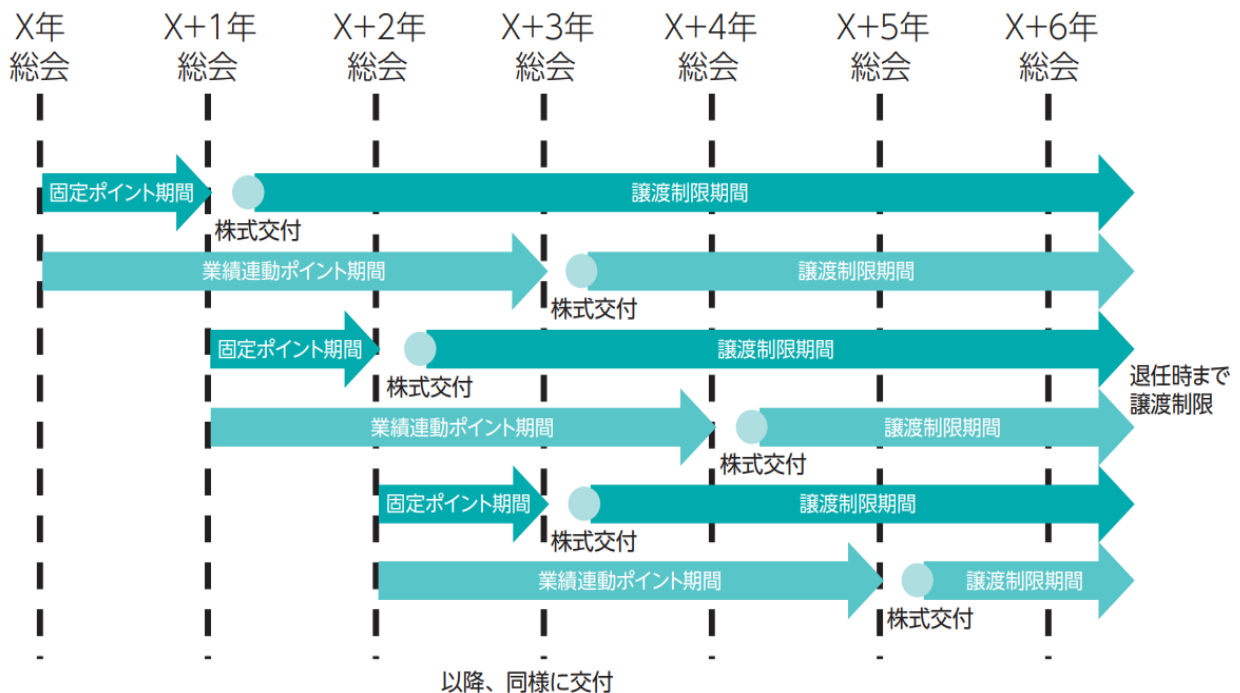 X年 X+1年 X+2年 X+3年 X+4年 X+5年 X+6年
総会 総会 総会 総会 総会 総会 総会
固定ポイント期間 譲渡制限期間
株式交付
業績連動ポイント期間 譲渡制限期間
株式交付
固定ポイント期間 譲渡制限期間
株式交付
退任時まで
譲渡制限
業績連動ポイント期間 譲渡制限期間
株式交付
固定ポイント期間 譲渡制限期間
株式交付
業績連動ポイント期間 譲渡制限期間
株式交付
以降、同様に交付